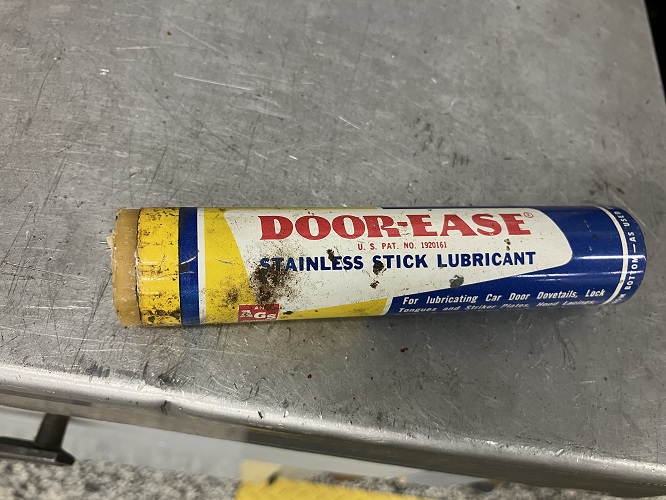 DOOR-EASE®
U. S. PAT. NO. 1920161
STAINLESS STICK LUBRICANT
AN
AGS
For lubricating Car Door Dovetails, Lock
Tongues and Striker Plates, Hood Lacings
BOTTOM—AS USED